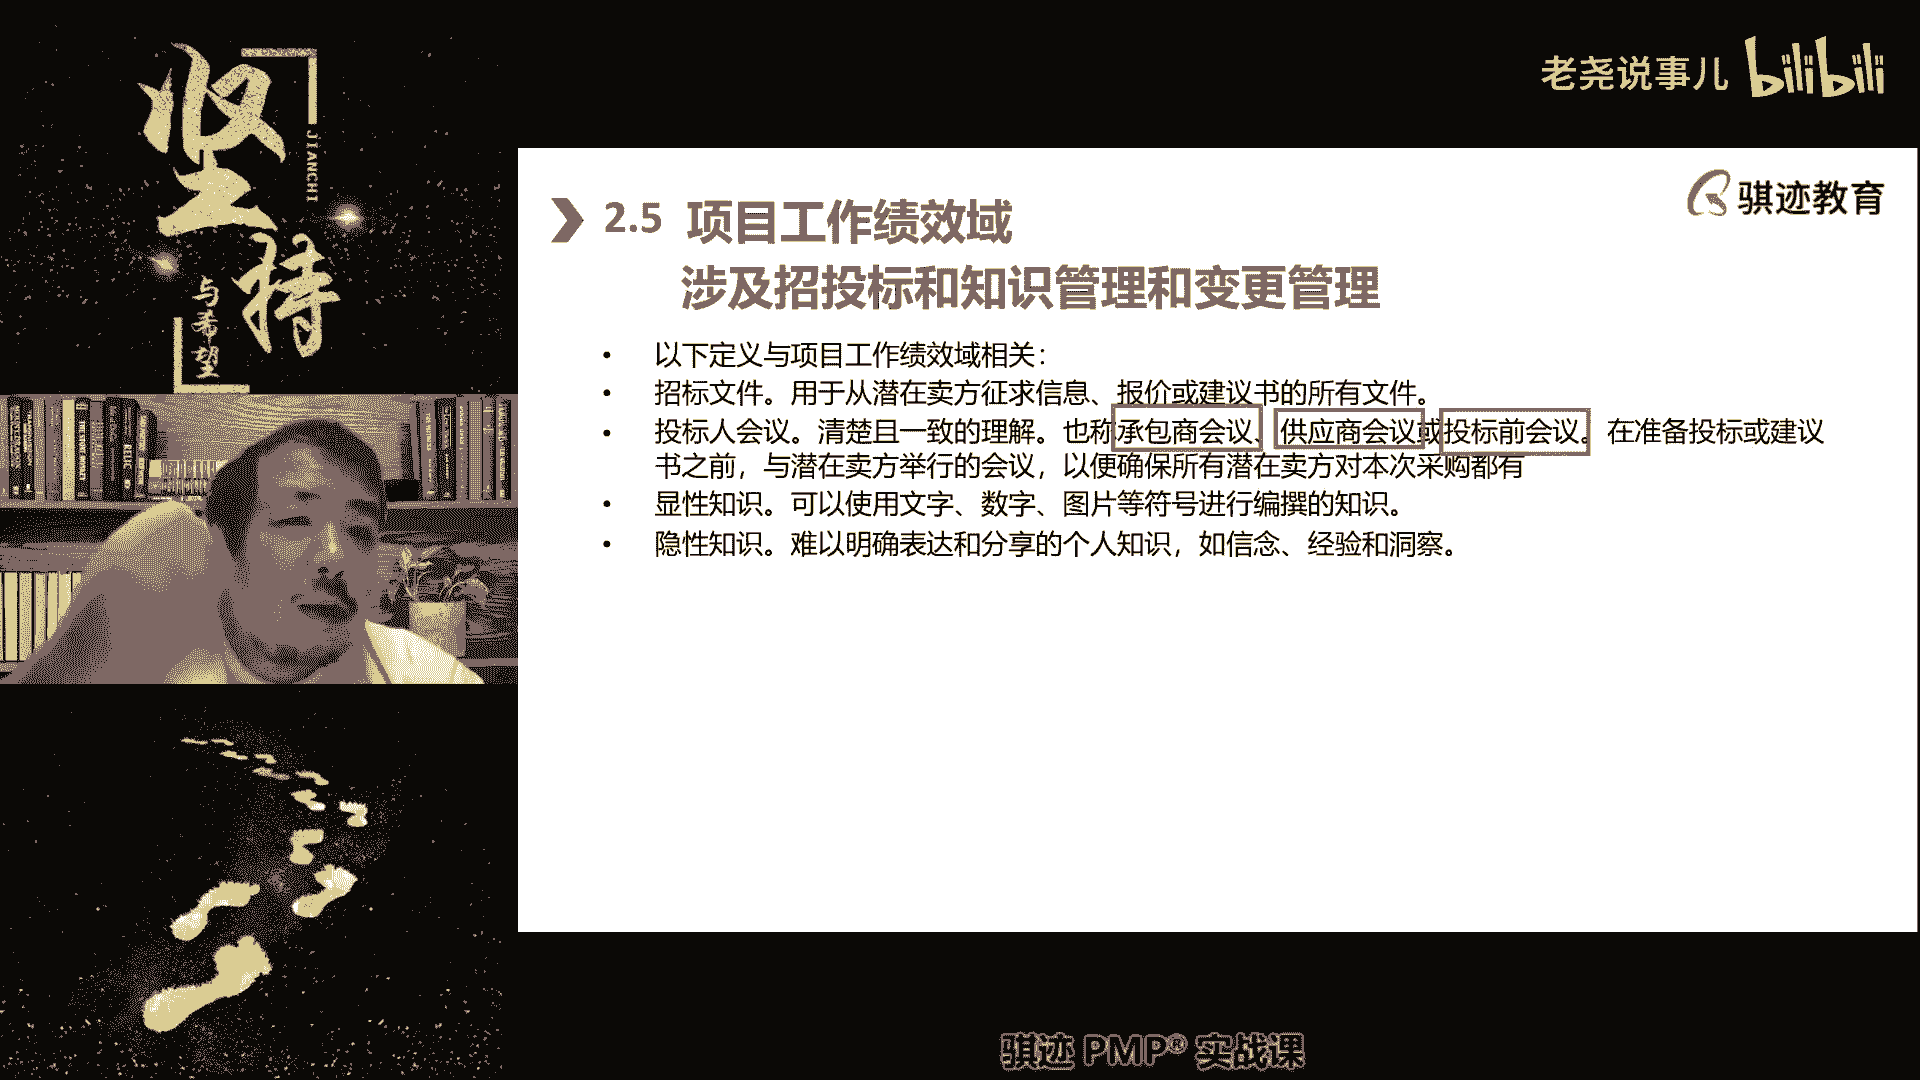 坚持
JIANCHI
与希望
老尧说事儿 bilibili
骐迹教育
2.5 项目工作绩效域
涉及招投标和知识管理和变更管理
• 以下定义与项目工作绩效域相关：
• 招标文件。用于从潜在卖方征求信息、报价或建议书的所有文件。
• 投标人会议。清楚且一致的理解。也称承包商会议、供应商会议或投标前会议。在准备投标或建议
书之前，与潜在卖方举行的会议，以便确保所有潜在卖方对本次采购都有
• 显性知识。可以使用文字、数字、图片等符号进行编撰的知识。
• 隐性知识。难以明确表达和分享的个人知识，如信念、经验和洞察。
骐迹 PMP® 实战课